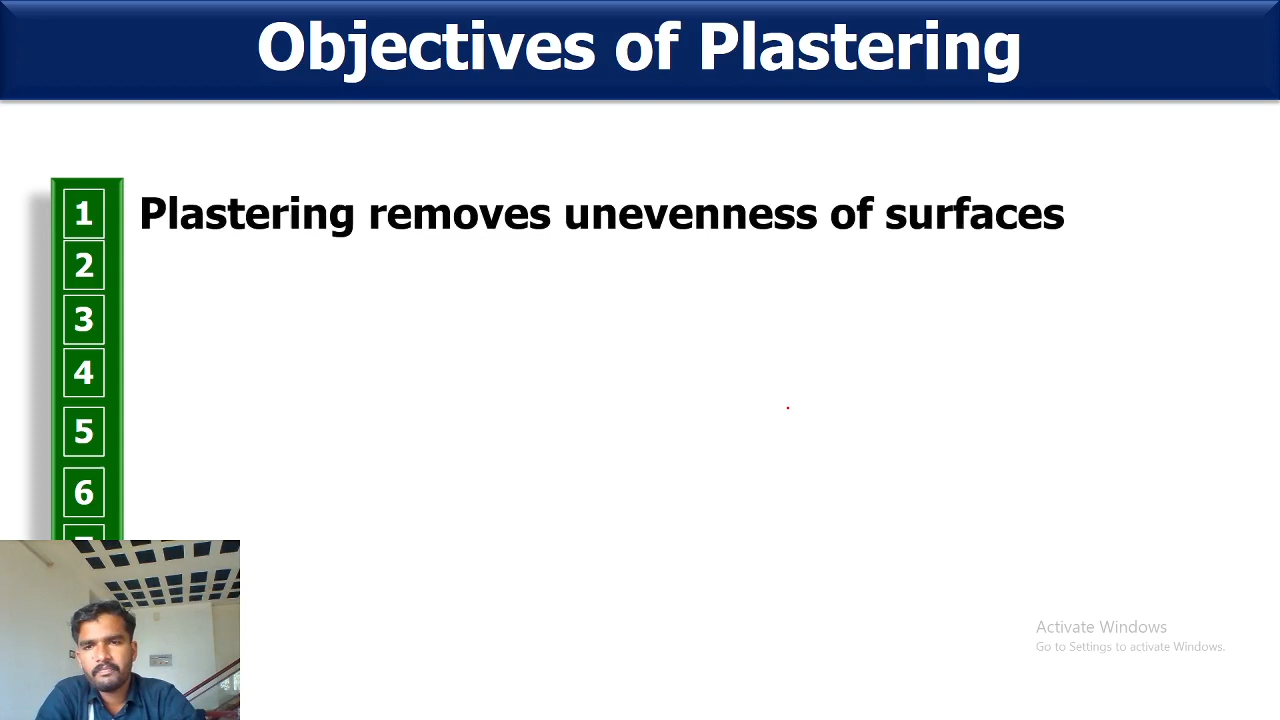 Objectives of Plastering
1 Plastering removes unevenness of surfaces
2
3
4
5
6
Activate Windows
Go to Settings to activate Windows.